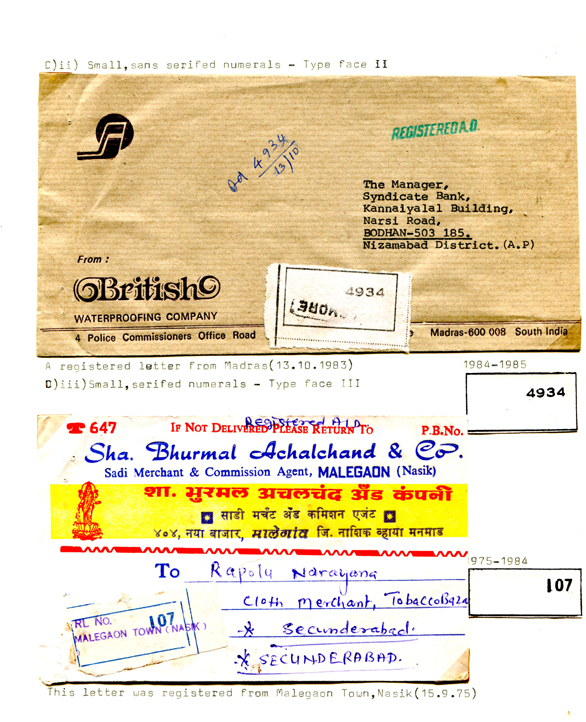 C)ii) Small,sans serifed numerals - Type face II
REGISTERED A.D.
4934
13/10
The Manager,
Syndicate Bank,
Kannaiyalal Building,
Narsi Road,
BODHAN-503 185.
Nizamabad District.(A.P)
From :
British
WATERPROOFING COMPANY
4 Police Commissioners Office Road
Madras-600 008 South India
4934
A registered letter from Madras(13.10.1983)
1984-1985
4934
D)iii)Small,serifed numerals - Type face III
Registered A.D.
☎ 647
IF NOT DELIVERED PLEASE RETURN TO
P.B.No.
Sha. Bhurmal Achalchand & Co.
Sadi Merchant & Commission Agent, MALEGAON (Nasik)
शा. भुरमल अचलचंद अँड कंपनी
साडी मर्चंट अँड कमिशन एजंट
४०४, नया बाजार, मालेगांव जि. नाशिक व्हाया मनमाड
975-1984
107
To Rapolu Narayana
Cloth Merchant, Tobacco Baza
* Secunderabad.
* SECUNDERABAD.
RL NO. 107
MALEGAON TOWN (NASIK)
This letter was registered from Malegaon Town,Nasik(15.9.75)